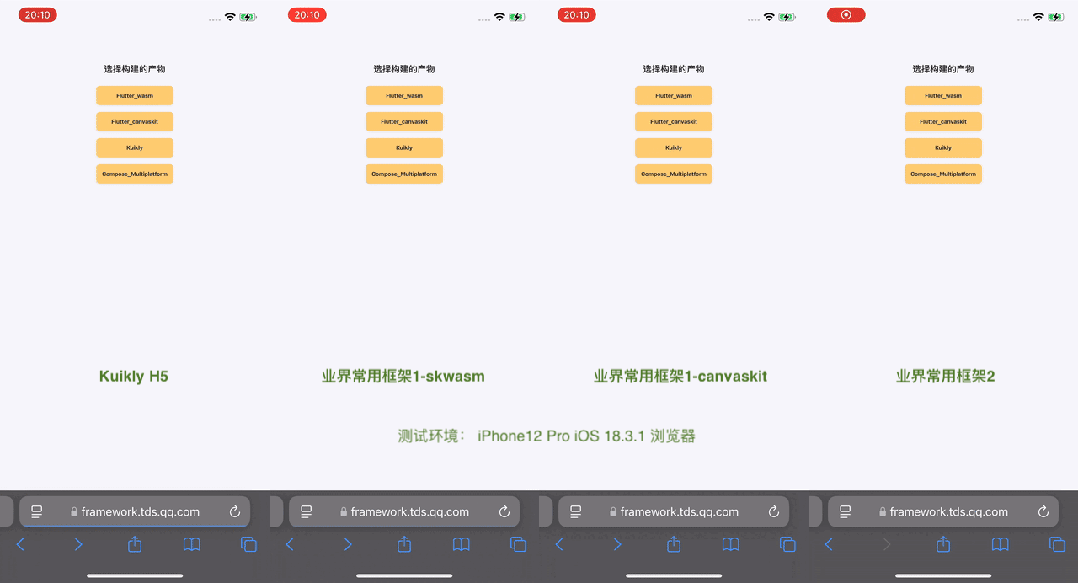 20:10 20:10 20:10
选择构建的产物 选择构建的产物 选择构建的产物 选择构建的产物
Flutter_wasm Flutter_wasm Flutter_wasm Flutter_wasm
Flutter_canvaskit Flutter_canvaskit Flutter_canvaskit Flutter_canvaskit
Kuikly Kuikly Kuikly Kuikly
Compose_Multiplatform Compose_Multiplatform Compose_Multiplatform Compose_Multiplatform
Kuikly H5 业界常用框架1-skwasm 业界常用框架1-canvaskit 业界常用框架2
测试环境： iPhone12 Pro iOS 18.3.1 浏览器
framework.tds.qq.com framework.tds.qq.com framework.tds.qq.com framework.tds.qq.com